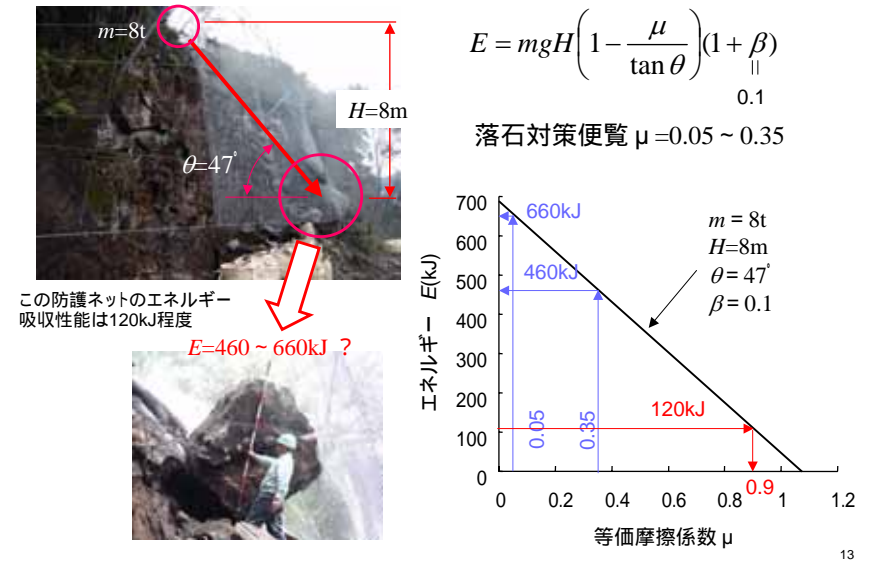 m=8t
H=8m
θ=47°
この防護ネットのエネルギー
吸収性能は120kJ程度
E=460~660kJ ?
E = mgH(1 − μ/tan θ)(1 + β)
=
0.1
落石対策便覧 μ =0.05 ~ 0.35
エネルギー E(kJ)
700
600
500
400
300
200
100
0
660kJ
460kJ
120kJ
0.05
0.35
0.9
m = 8t
H=8m
θ = 47°
β = 0.1
0 0.2 0.4 0.6 0.8 1 1.2
等価摩擦係数 μ
13